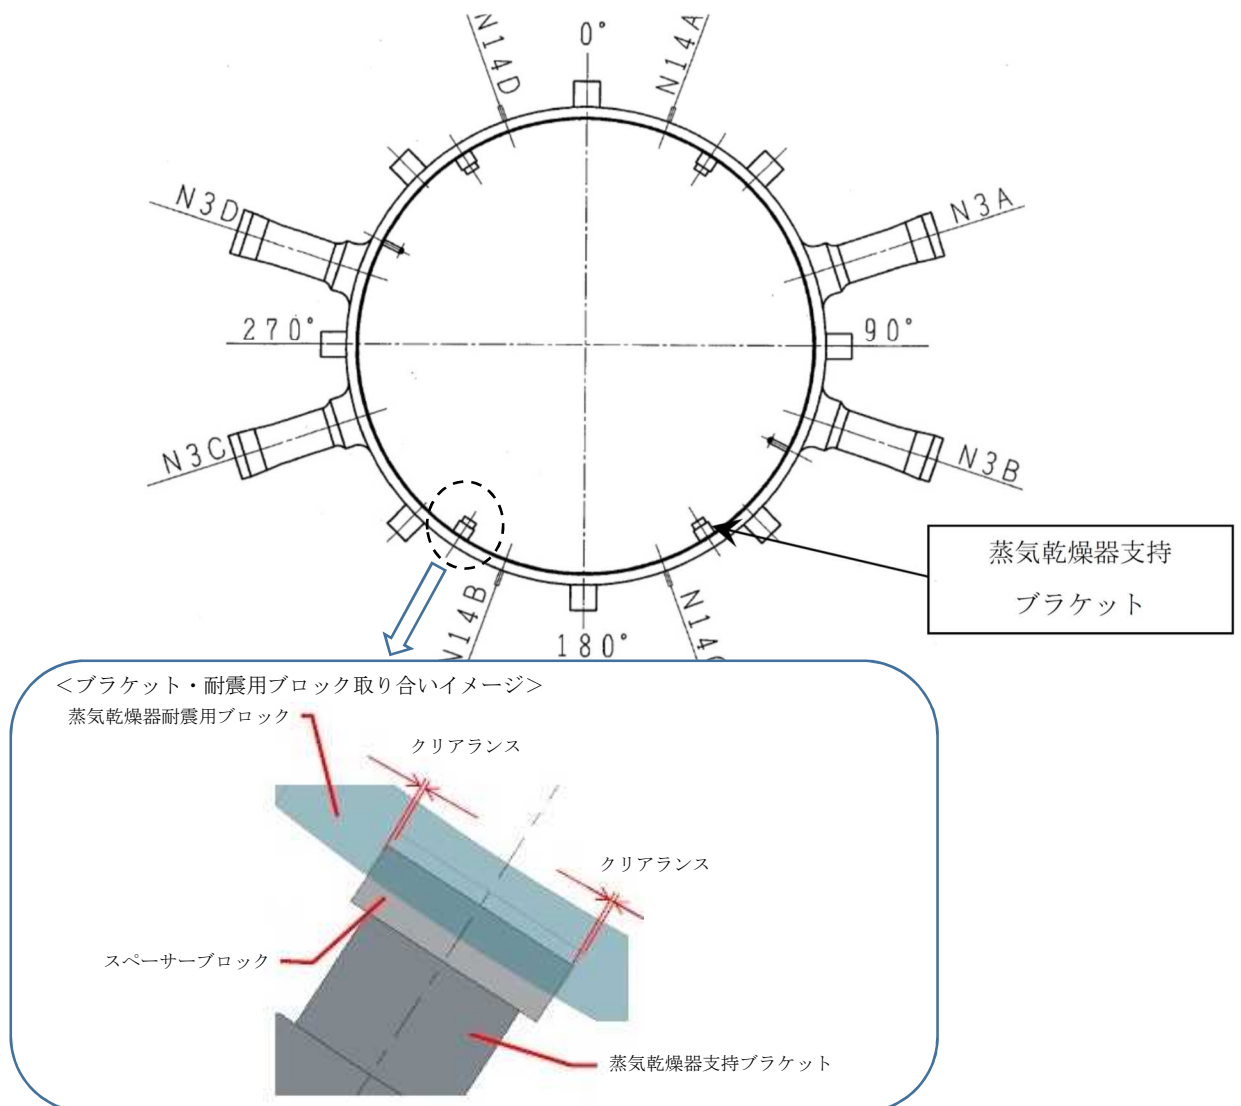 N14D
0°
N14A
N3D
N3A
270°
90°
N3C
N3B
蒸気乾燥器支持
ブラケット
N14B
N14C
180°
<ブラケット・耐震用ブロック取り合いイメージ>
蒸気乾燥器耐震用ブロック
クリアランス
クリアランス
スペーサーブロック
蒸気乾燥器支持ブラケット